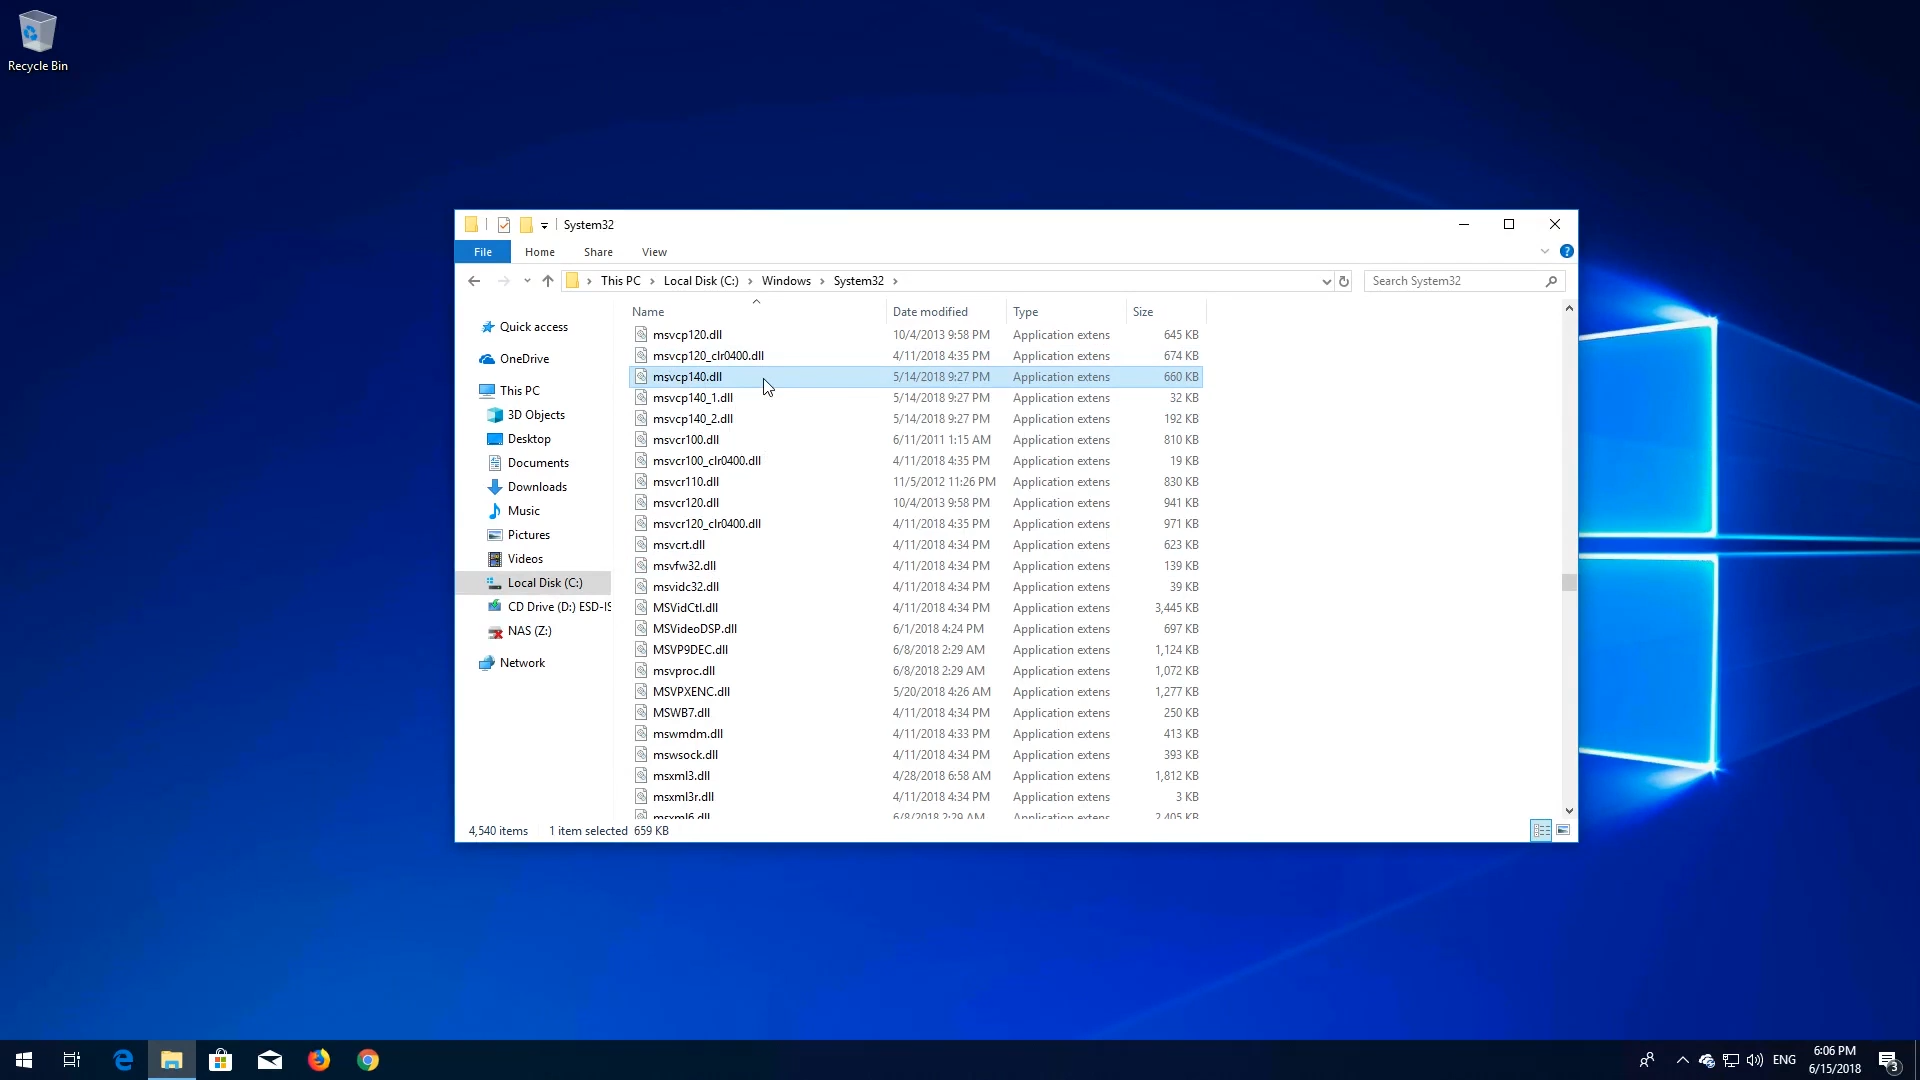 Recycle Bin
System32
File Home Share View
This PC Local Disk (C:) Windows System32
Search System32
Name Date modified Type Size
Quick access
OneDrive
This PC
3D Objects
Desktop
Documents
Downloads
Music
Pictures
Videos
Local Disk (C:)
CD Drive (D:) ESD-IS
NAS (Z:)
Network
msvcp120.dll 10/4/2013 9:58 PM Application extens 645 KB
msvcp120_clr0400.dll 4/11/2018 4:35 PM Application extens 674 KB
msvcp140.dll 5/14/2018 9:27 PM Application extens 660 KB
msvcp140_1.dll 5/14/2018 9:27 PM Application extens 32 KB
msvcp140_2.dll 5/14/2018 9:27 PM Application extens 192 KB
msvcr100.dll 6/11/2011 1:15 AM Application extens 810 KB
msvcr100_clr0400.dll 4/11/2018 4:35 PM Application extens 19 KB
msvcr110.dll 11/5/2012 11:26 PM Application extens 830 KB
msvcr120.dll 10/4/2013 9:58 PM Application extens 941 KB
msvcr120_clr0400.dll 4/11/2018 4:35 PM Application extens 971 KB
msvcrt.dll 4/11/2018 4:34 PM Application extens 623 KB
msvfw32.dll 4/11/2018 4:34 PM Application extens 139 KB
msvidc32.dll 4/11/2018 4:34 PM Application extens 39 KB
MSVidCtl.dll 4/11/2018 4:34 PM Application extens 3,445 KB
MSVideoDSP.dll 6/1/2018 4:24 PM Application extens 697 KB
MSVP9DEC.dll 6/8/2018 2:29 AM Application extens 1,124 KB
msvproc.dll 6/8/2018 2:29 AM Application extens 1,072 KB
MSVPXENC.dll 5/20/2018 4:26 AM Application extens 1,277 KB
MSWB7.dll 4/11/2018 4:34 PM Application extens 250 KB
mswmdm.dll 4/11/2018 4:33 PM Application extens 413 KB
mswsock.dll 4/11/2018 4:34 PM Application extens 393 KB
msxml3.dll 4/28/2018 6:58 AM Application extens 1,812 KB
msxml3r.dll 4/11/2018 4:34 PM Application extens 3 KB
msxml6.dll 6/8/2018 2:29 AM Application extens 2,405 KB
4,540 items 1 item selected 659 KB
ENG
6:06 PM
6/15/2018
3